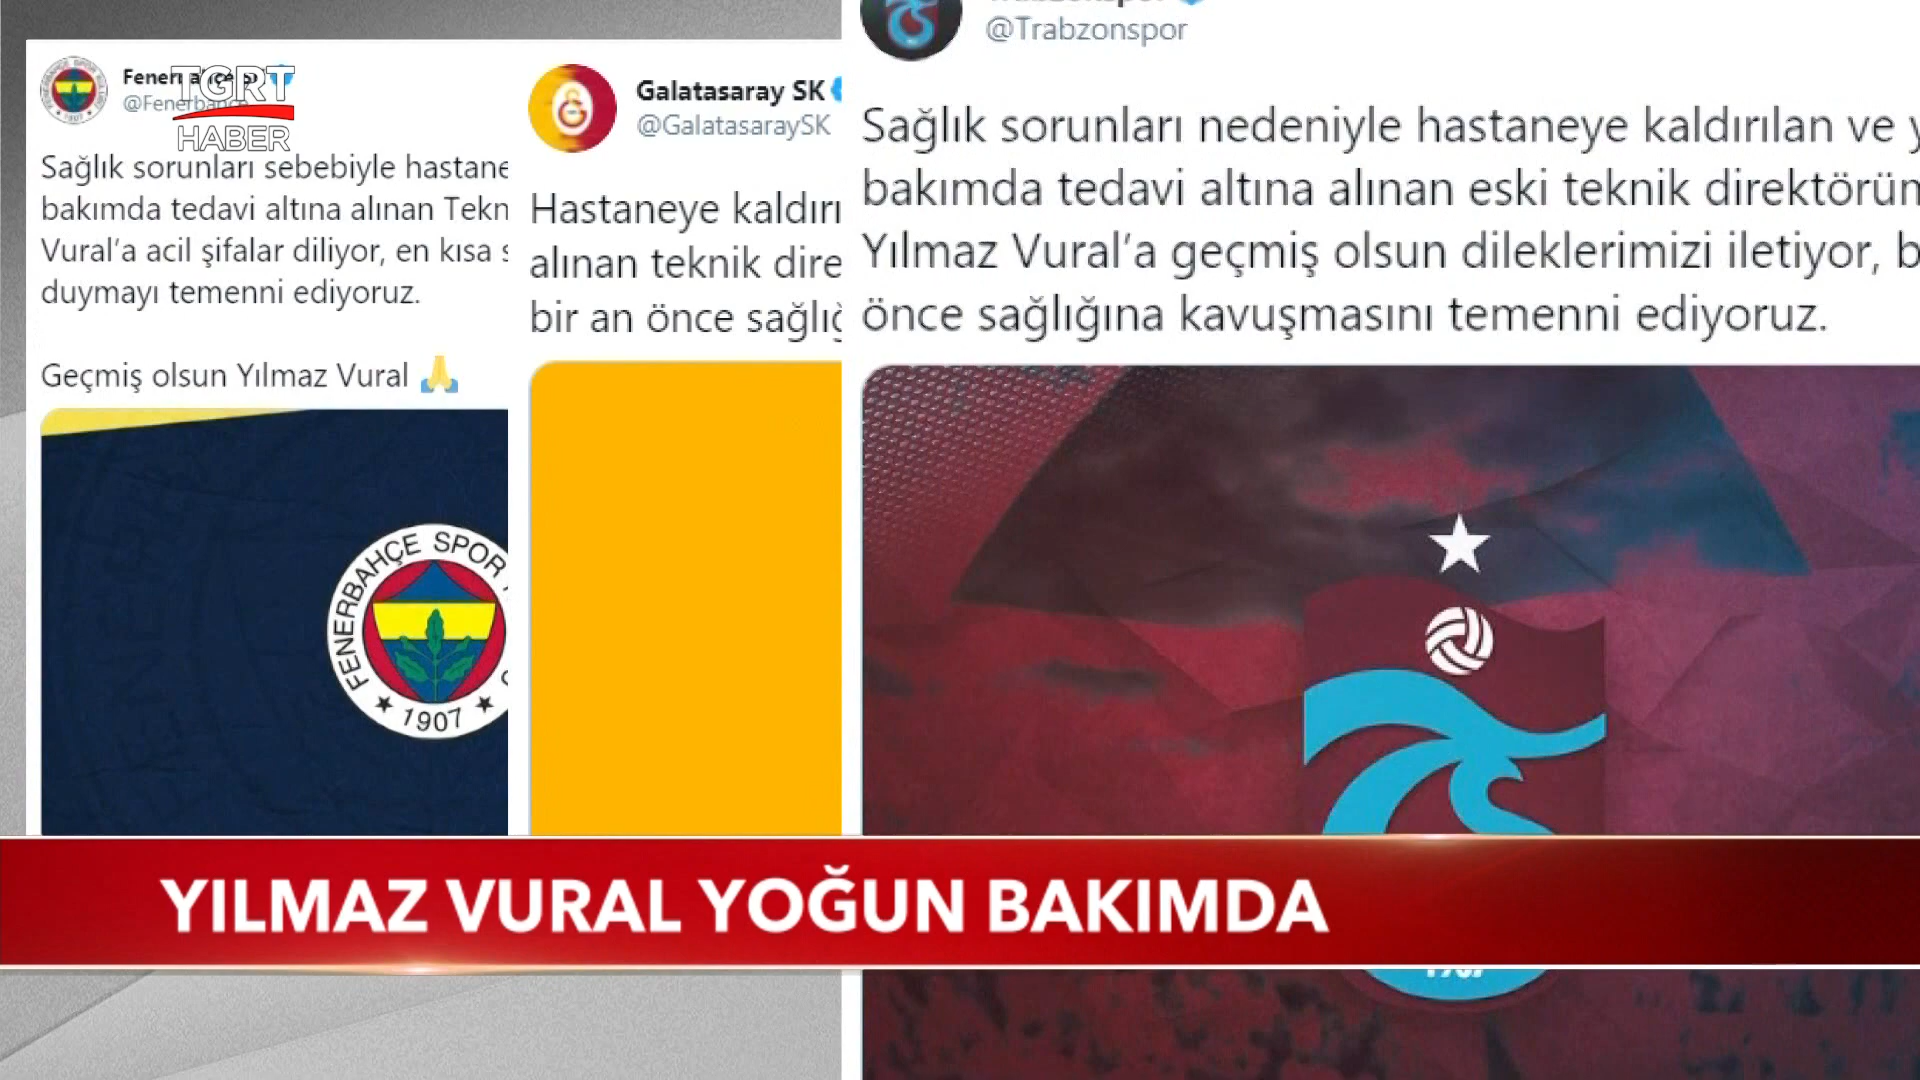 TGRT
HABER
@Fenerbahce
Sağlık sorunları sebebiyle hastane
bakımda tedavi altına alınan Tekn
Vural'a acil şifalar diliyor, en kısa s
duymayı temenni ediyoruz.
Geçmiş olsun Yılmaz Vural 🙏
FENERBAHÇE SPOR
1907
Galatasaray SK
@GalatasaraySK
Hastaneye kaldırı
alınan teknik dire
bir an önce sağlığ
@Trabzonspor
Sağlık sorunları nedeniyle hastaneye kaldırılan ve y
bakımda tedavi altına alınan eski teknik direktörün
Yılmaz Vural'a geçmiş olsun dileklerimizi iletiyor, b
önce sağlığına kavuşmasını temenni ediyoruz.
YILMAZ VURAL YOĞUN BAKIMDA